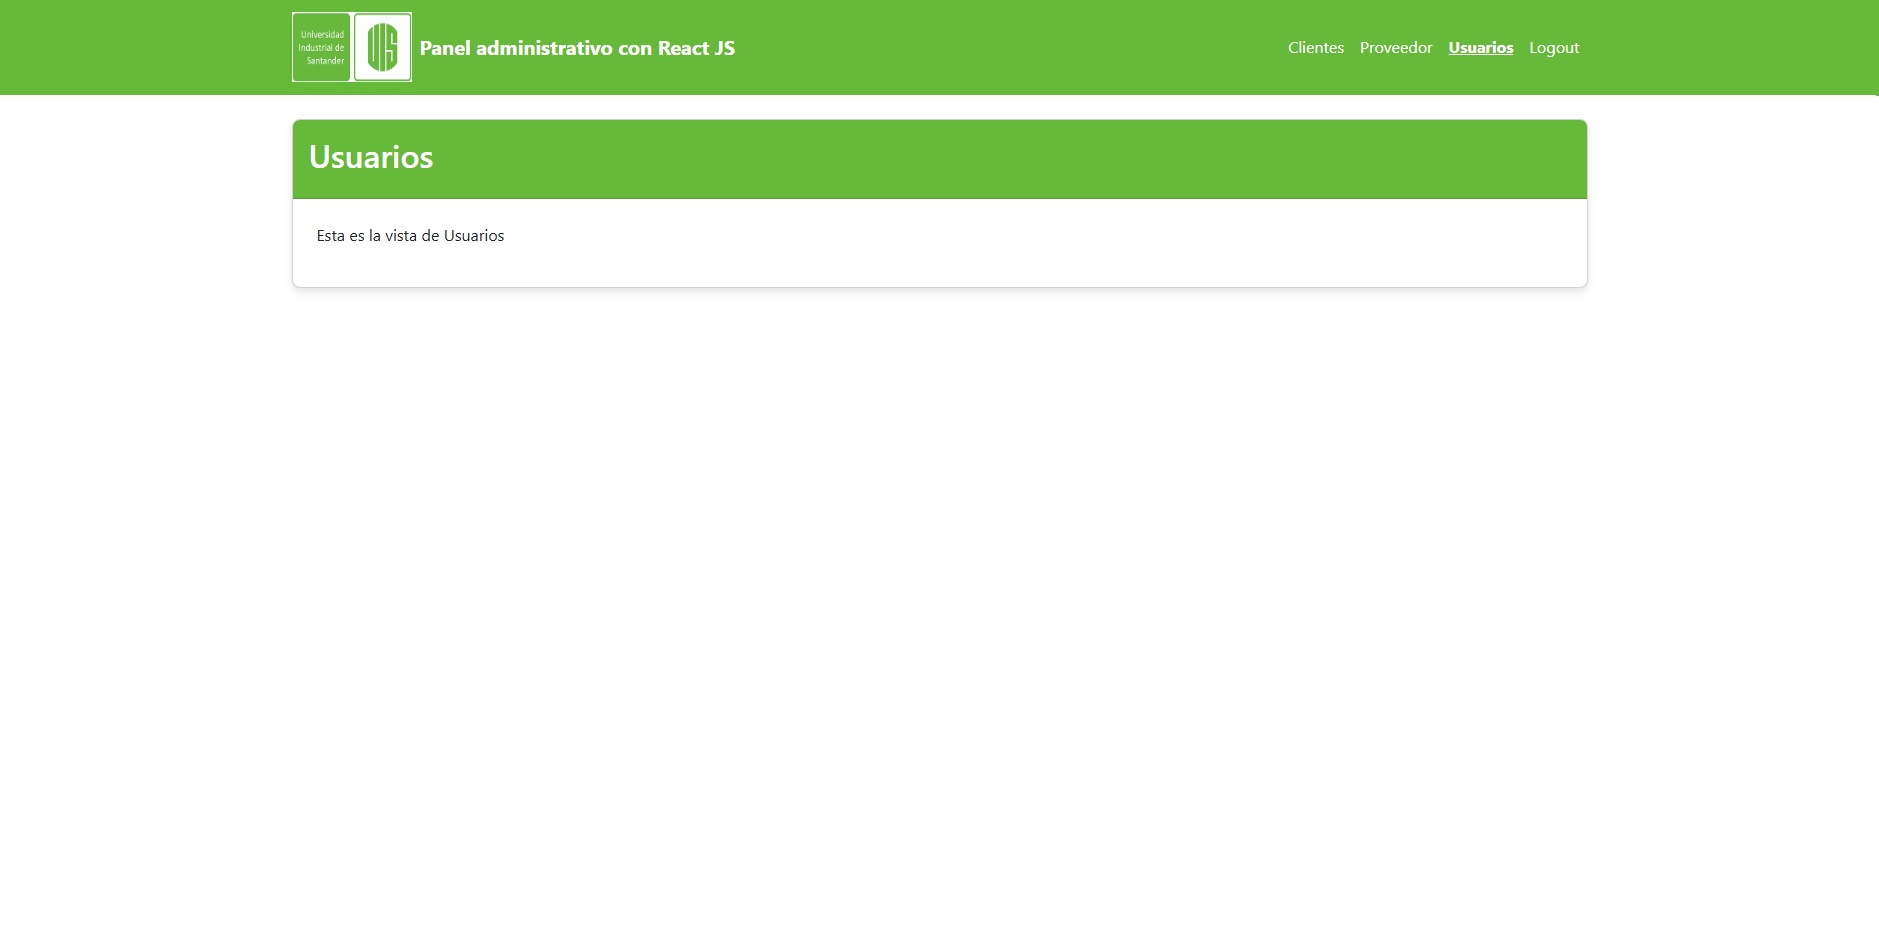 Universidad
Industrial de
Santander
UIS
Panel administrativo con React JS
Clientes Proveedor Usuarios Logout
Usuarios
Esta es la vista de Usuarios